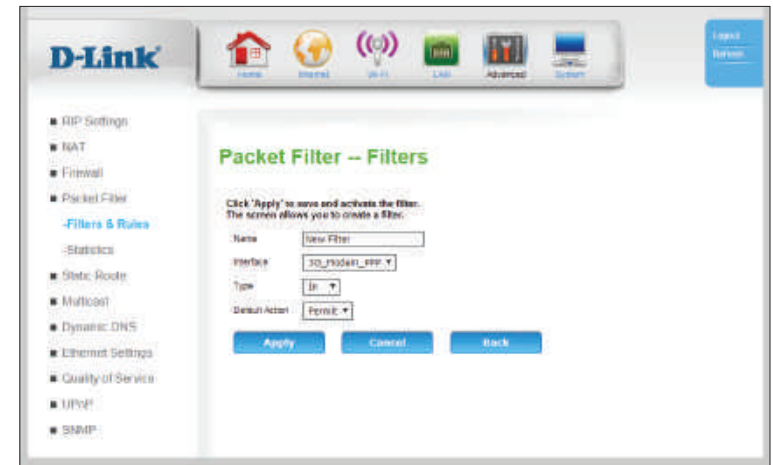 D-Link
Home
Internet
Wi-Fi
LAN
Advanced
System
Logout
Refresh
RIP Settings
NAT
Firewall
Packet Filter
-Filters & Rules
-Statistics
Static Route
Multicast
Dynamic DNS
Ethernet Settings
Quality of Service
UPnP
SNMP
Packet Filter -- Filters
Click 'Apply' to save and activate the filter.
The screen allows you to create a filter.
Name New Filter
Interface 3G_Modem1_PPP
Type In
Default Action Permit
Apply Cancel Back